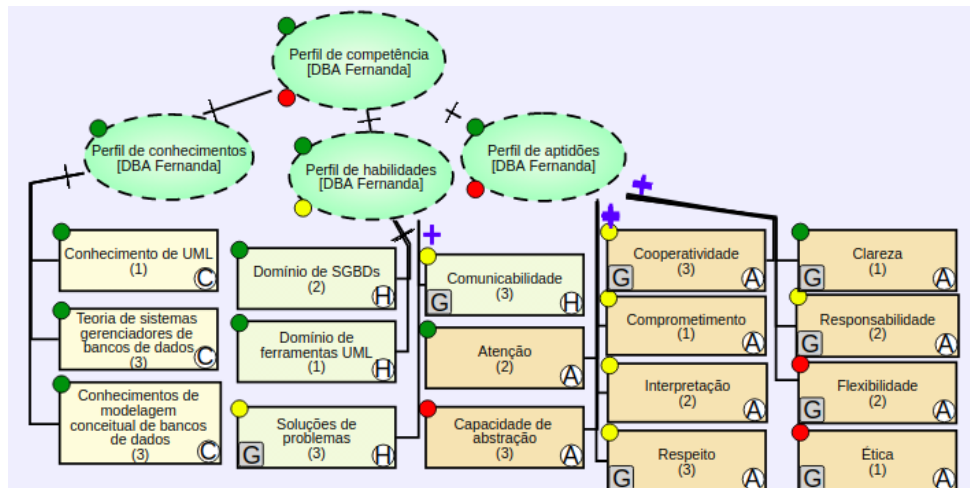 Perfil de competência
[DBA Fernanda]
Perfil de conhecimentos
[DBA Fernanda]
Perfil de habilidades
[DBA Fernanda]
Perfil de aptidões
[DBA Fernanda]
Conhecimento de UML
(1)
C
Teoria de sistemas
gerenciadores de
bancos de dados
(3)
C
Conhecimentos de
modelagem
conceitual de bancos
de dados
(3)
C
Domínio de SGBDs
(2)
H
Domínio de
ferramentas UML
(1)
H
Soluções de
problemas
(3)
G
H
Comunicabilidade
(3)
G
H
Atenção
(2)
A
Capacidade de
abstração
(3)
A
Cooperatividade
(3)
G
A
Comprometimento
(1)
A
Interpretação
(2)
A
Respeito
(3)
G
A
Clareza
(1)
G
A
Responsabilidade
(2)
G
A
Flexibilidade
(2)
G
A
Ética
(1)
G
A